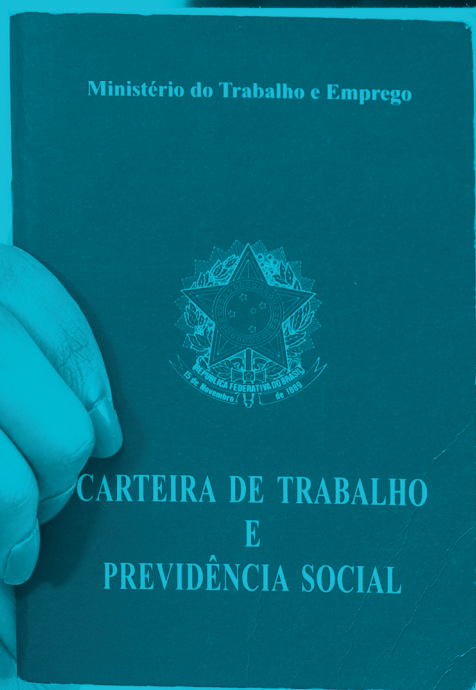 Ministério do Trabalho e Emprego
REPÚBLICA FEDERATIVA DO BRASIL
15 de Novembro de 1889
CARTEIRA DE TRABALHO
E
PREVIDÊNCIA SOCIAL